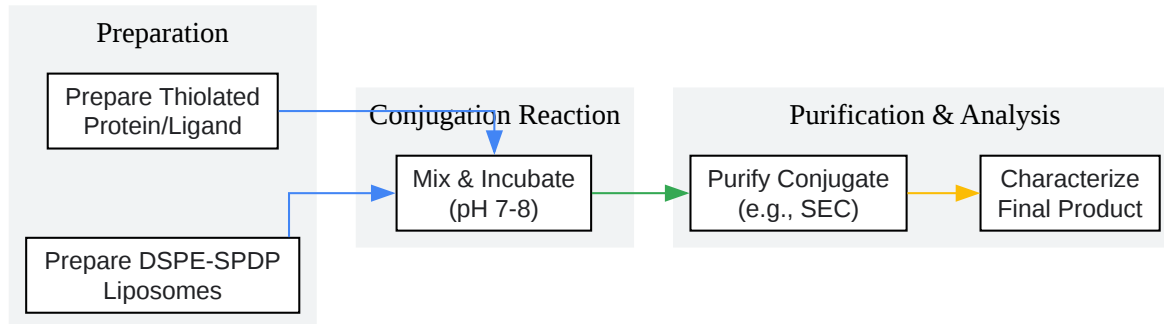 Preparation
Prepare Thiolated
Protein/Ligand
Prepare DSPE-SPDP
Liposomes
Conjugation Reaction
Mix & Incubate
(pH 7-8)
Purification & Analysis
Purify Conjugate
(e.g., SEC)
Characterize
Final Product